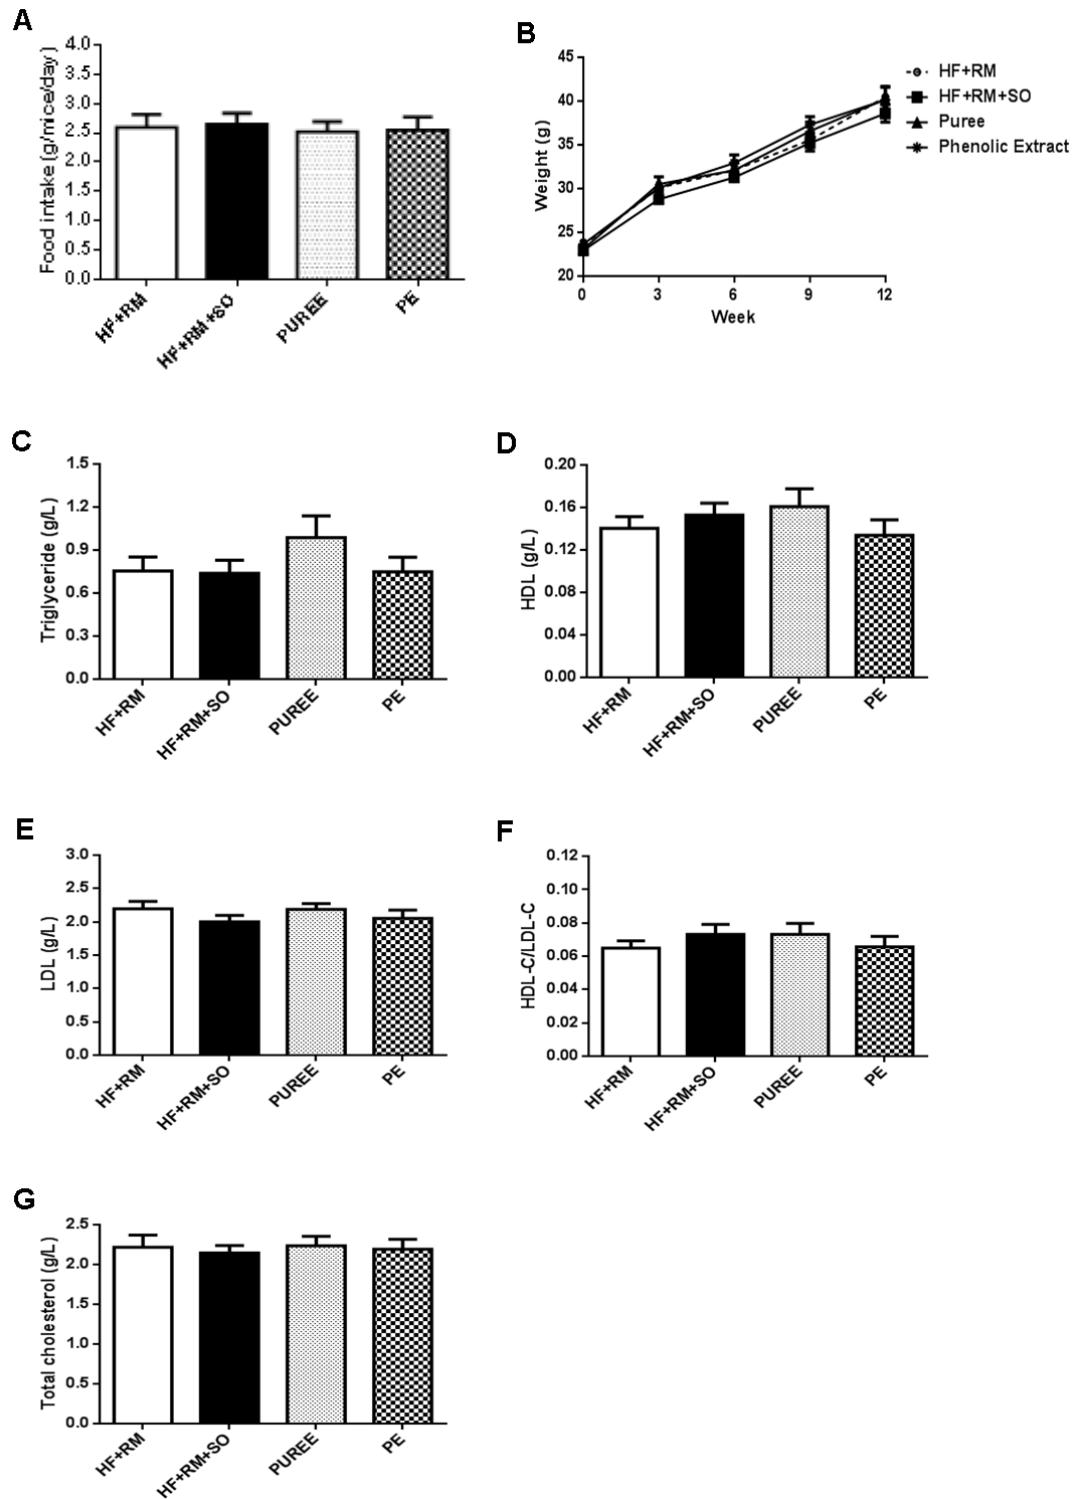 A
Food intake (g/mice/day)
4.0
3.5
3.0
2.5
2.0
1.5
1.0
0.5
0.0
HF+RM
HF+RM+SO
PUREE
PE
B
Weight (g)
45
40
35
30
25
20
0
3
6
9
12
Week
HF+RM
HF+RM+SO
Puree
Phenolic Extract
C
Triglyceride (g/L)
1.5
1.2
0.9
0.6
0.3
0.0
HF+RM
HF+RM+SO
PUREE
PE
D
HDL (g/L)
0.20
0.16
0.12
0.08
0.04
0.00
HF+RM
HF+RM+SO
PUREE
PE
E
LDL (g/L)
3.0
2.5
2.0
1.5
1.0
0.5
0.0
HF+RM
HF+RM+SO
PUREE
PE
F
HDL-C/LDL-C
0.12
0.10
0.08
0.06
0.04
0.02
0.00
HF+RM
HF+RM+SO
PUREE
PE
G
Total cholesterol (g/L)
2.5
2.0
1.5
1.0
0.5
0.0
HF+RM
HF+RM+SO
PUREE
PE